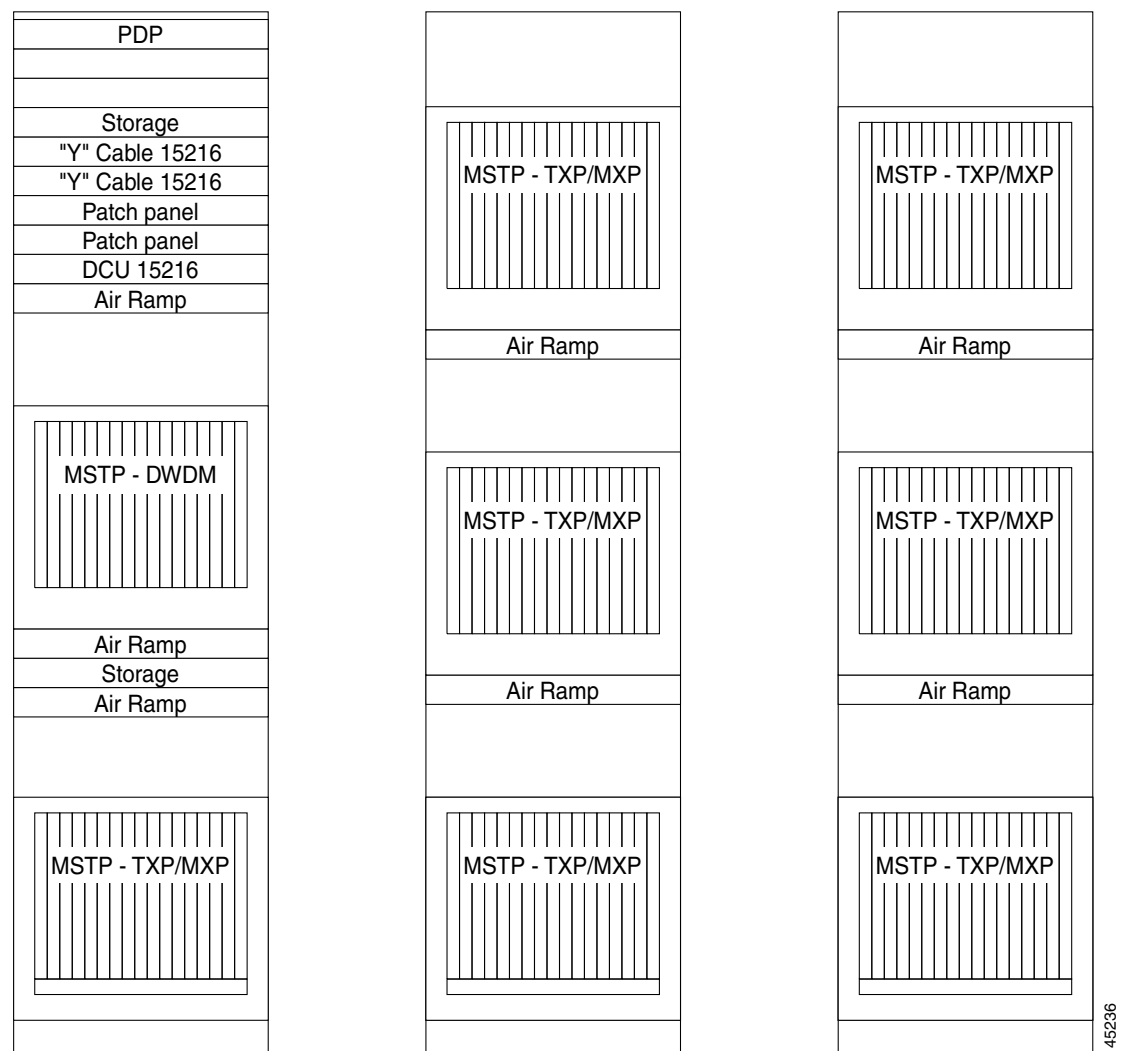 PDP
Storage
"Y" Cable 15216
"Y" Cable 15216
Patch panel
Patch panel
DCU 15216
Air Ramp
MSTP - DWDM
Air Ramp
Storage
Air Ramp
MSTP - TXP/MXP
MSTP - TXP/MXP
Air Ramp
MSTP - TXP/MXP
Air Ramp
MSTP - TXP/MXP
MSTP - TXP/MXP
Air Ramp
MSTP - TXP/MXP
Air Ramp
MSTP - TXP/MXP
45236